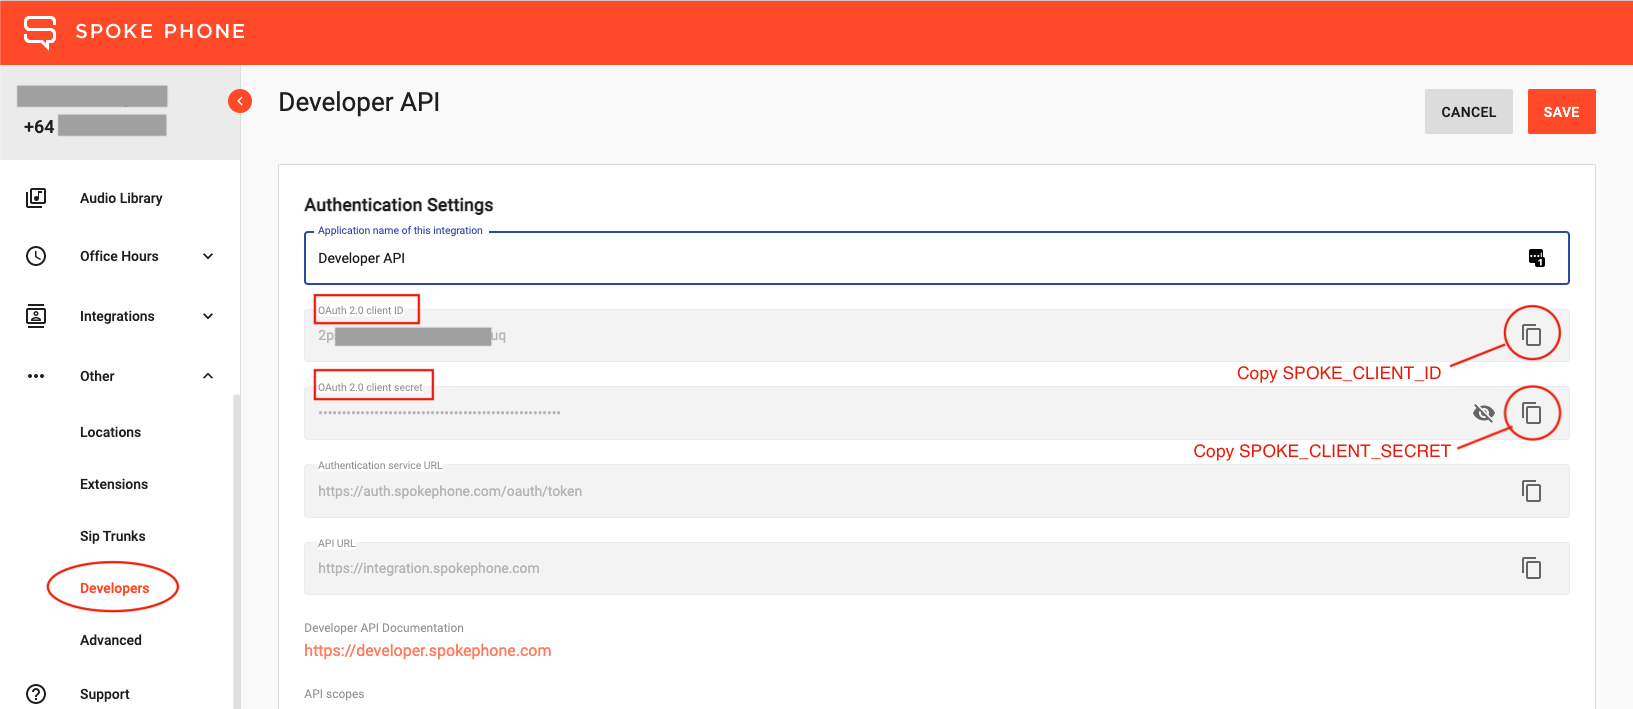 SPOKE PHONE
+64
Developer API
CANCEL
SAVE
Audio Library
Office Hours
Integrations
Other
Locations
Extensions
Sip Trunks
Developers
Advanced
Support
Authentication Settings
Application name of this integration
Developer API
OAuth 2.0 client ID
2p
uq
Copy SPOKE_CLIENT_ID
OAuth 2.0 client secret
••••••••••••••••••••••••••••••••••••••••••••••••••••
Copy SPOKE_CLIENT_SECRET
Authentication service URL
https://auth.spokephone.com/oauth/token
API URL
https://integration.spokephone.com
Developer API Documentation
https://developer.spokephone.com
API scopes